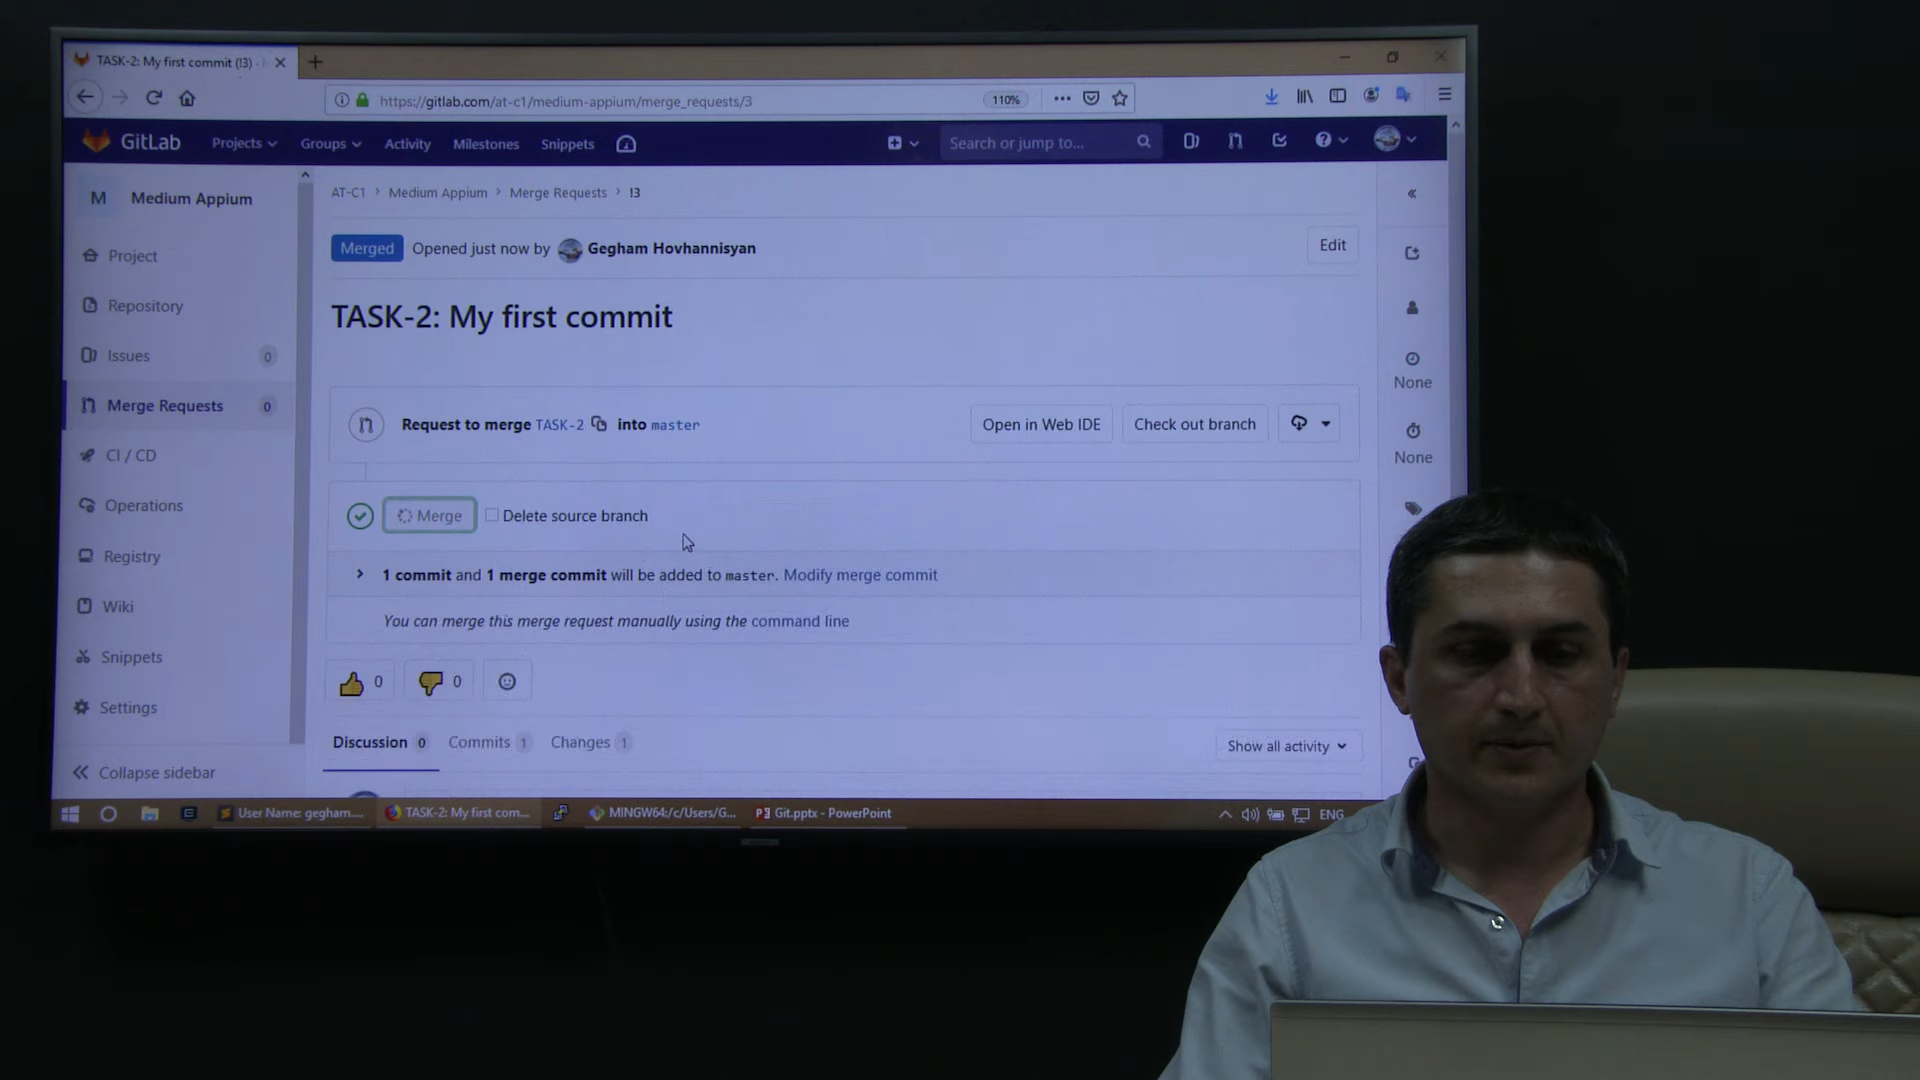 TASK-2: My first commit (!3) -
https://gitlab.com/at-c1/medium-appium/merge_requests/3
110%
GitLab
Projects
Groups
Activity
Milestones
Snippets
Search or jump to...
M
Medium Appium
Project
Repository
Issues 0
Merge Requests 0
CI / CD
Operations
Registry
Wiki
Snippets
Settings
Collapse sidebar
AT-C1 > Medium Appium > Merge Requests > !3
Merged Opened just now by Gegham Hovhannisyan
Edit
TASK-2: My first commit
Request to merge TASK-2 into master
Open in Web IDE
Check out branch
Merge
Delete source branch
1 commit and 1 merge commit will be added to master. Modify merge commit
You can merge this merge request manually using the command line
0
0
Discussion 0
Commits 1
Changes 1
Show all activity
None
None
User Name: gegham....
TASK-2: My first com...
MINGW64:/c/Users/G...
Git.pptx - PowerPoint
ENG